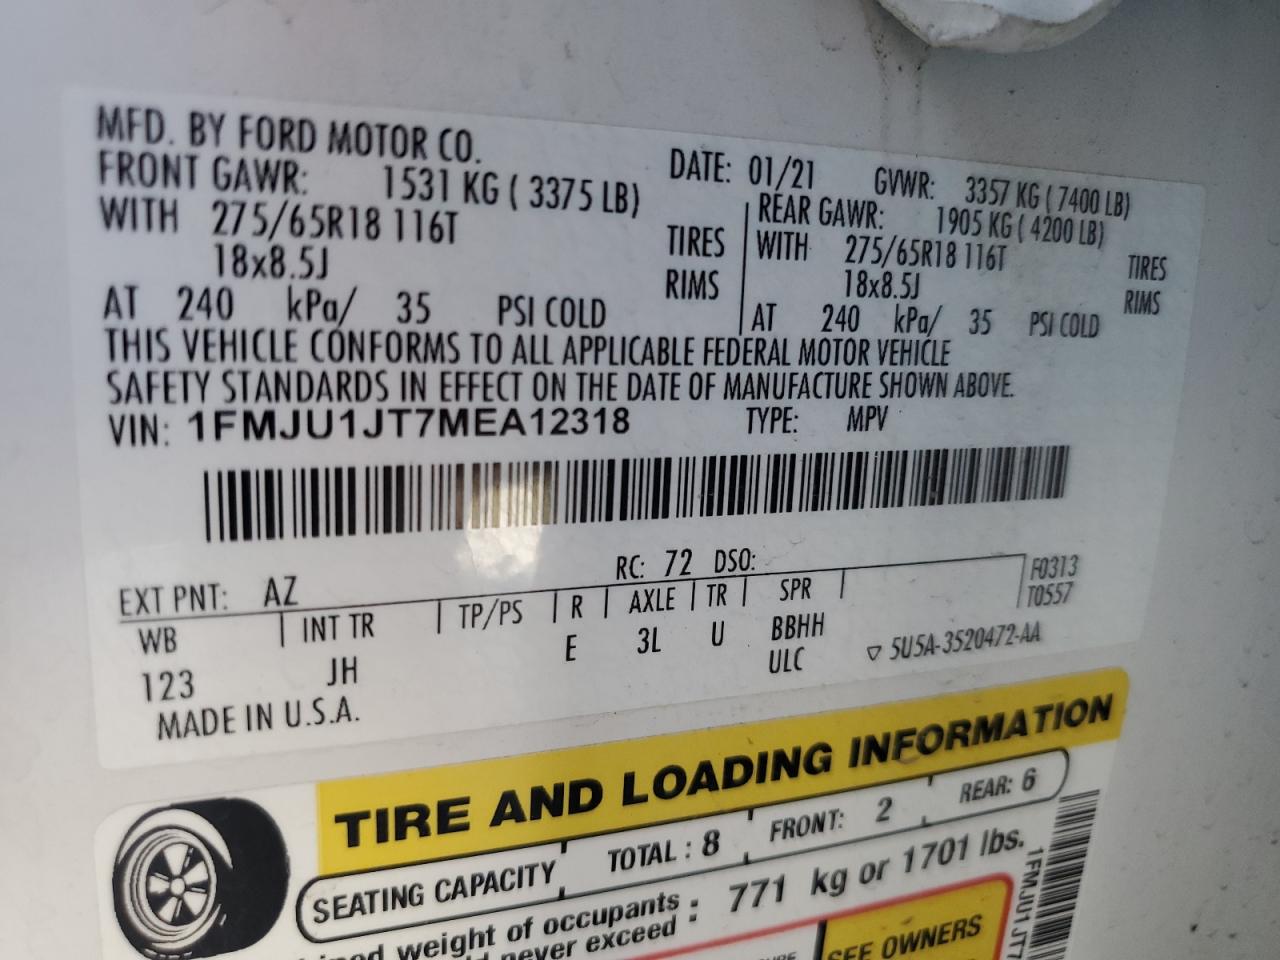 MFD. BY FORD MOTOR CO.
DATE: 01/21 GVWR: 3357 KG ( 7400 LB)
FRONT GAWR: 1531 KG ( 3375 LB)
REAR GAWR: 1905 KG ( 4200 LB)
WITH 275/65R18 116T TIRES
WITH 275/65R18 116T TIRES
18x8.5J RIMS
18x8.5J RIMS
AT 240 kPa/ 35 PSI COLD
AT 240 kPa/ 35 PSI COLD
THIS VEHICLE CONFORMS TO ALL APPLICABLE FEDERAL MOTOR VEHICLE
SAFETY STANDARDS IN EFFECT ON THE DATE OF MANUFACTURE SHOWN ABOVE.
VIN: 1FMJU1JT7MEA12318 TYPE: MPV
EXT PNT: AZ RC: 72 DSO:
F0313
T0557
WB INT TR TP/PS R AXLE TR SPR
123 JH E 3L U BBHH
ULC
▽ 5U5A-3520472-AA
MADE IN U.S.A.
TIRE AND LOADING INFORMATION
SEATING CAPACITY TOTAL : 8 FRONT: 2 REAR: 6
weight of occupants : 771 kg or 1701 lbs.
never exceed
SEE OWNERS
1FMJU1JT7